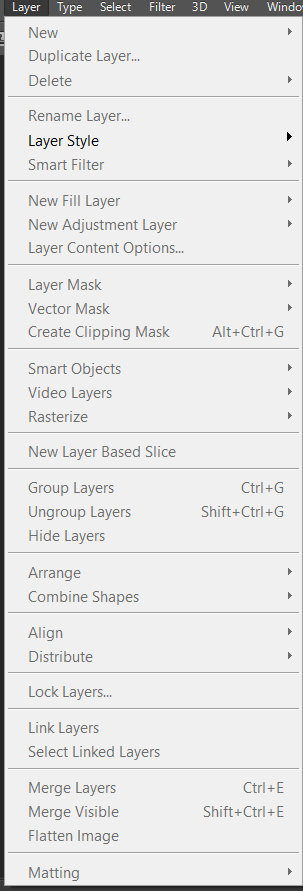 Layer Type Select Filter 3D View
New
Duplicate Layer...
Delete
Rename Layer...
Layer Style
Smart Filter
New Fill Layer
New Adjustment Layer
Layer Content Options...
Layer Mask
Vector Mask
Create Clipping Mask Alt+Ctrl+G
Smart Objects
Video Layers
Rasterize
New Layer Based Slice
Group Layers Ctrl+G
Ungroup Layers Shift+Ctrl+G
Hide Layers
Arrange
Combine Shapes
Align
Distribute
Lock Layers...
Link Layers
Select Linked Layers
Merge Layers Ctrl+E
Merge Visible Shift+Ctrl+E
Flatten Image
Matting